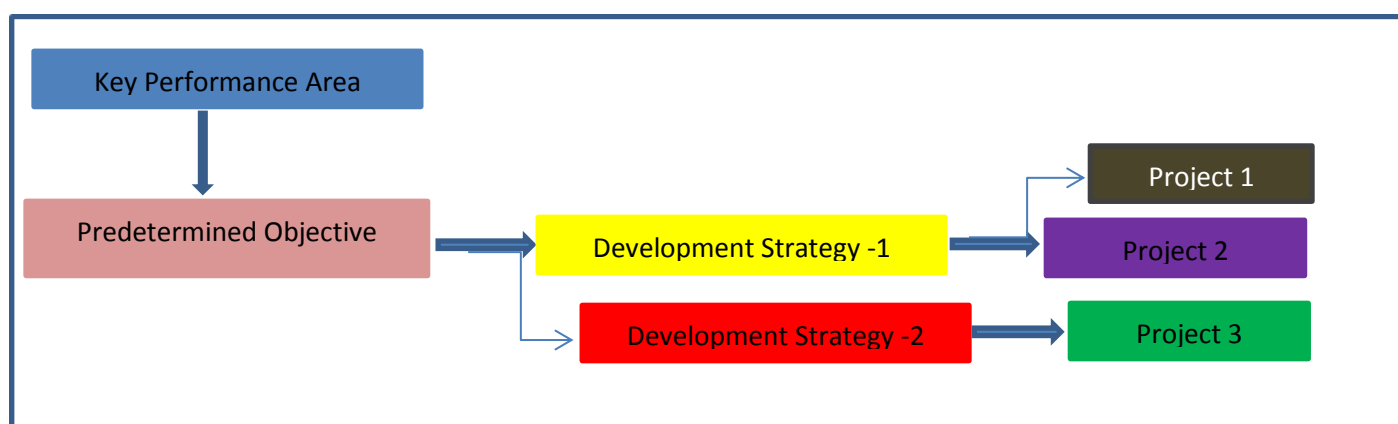 Key Performance Area
Project 1
Predetermined Objective
Development Strategy -1
Project 2
Development Strategy -2
Project 3